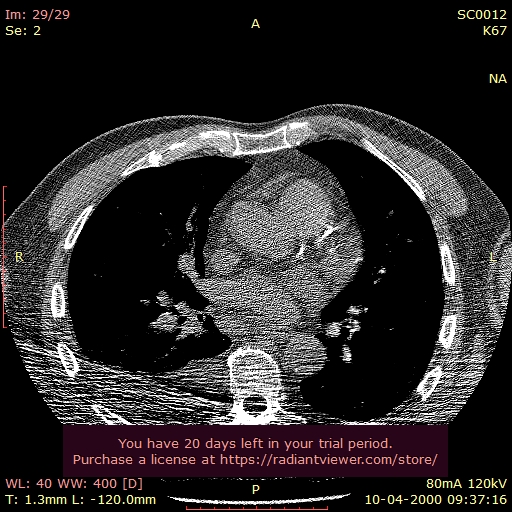 Im: 29/29
Se: 2
A
SC0012
K67
NA
R
L
You have 20 days left in your trial period.
Purchase a license at https://radiantviewer.com/store/
WL: 40 WW: 400 [D]
T: 1.3mm L: -120.0mm
P
80mA 120kV
10-04-2000 09:37:16